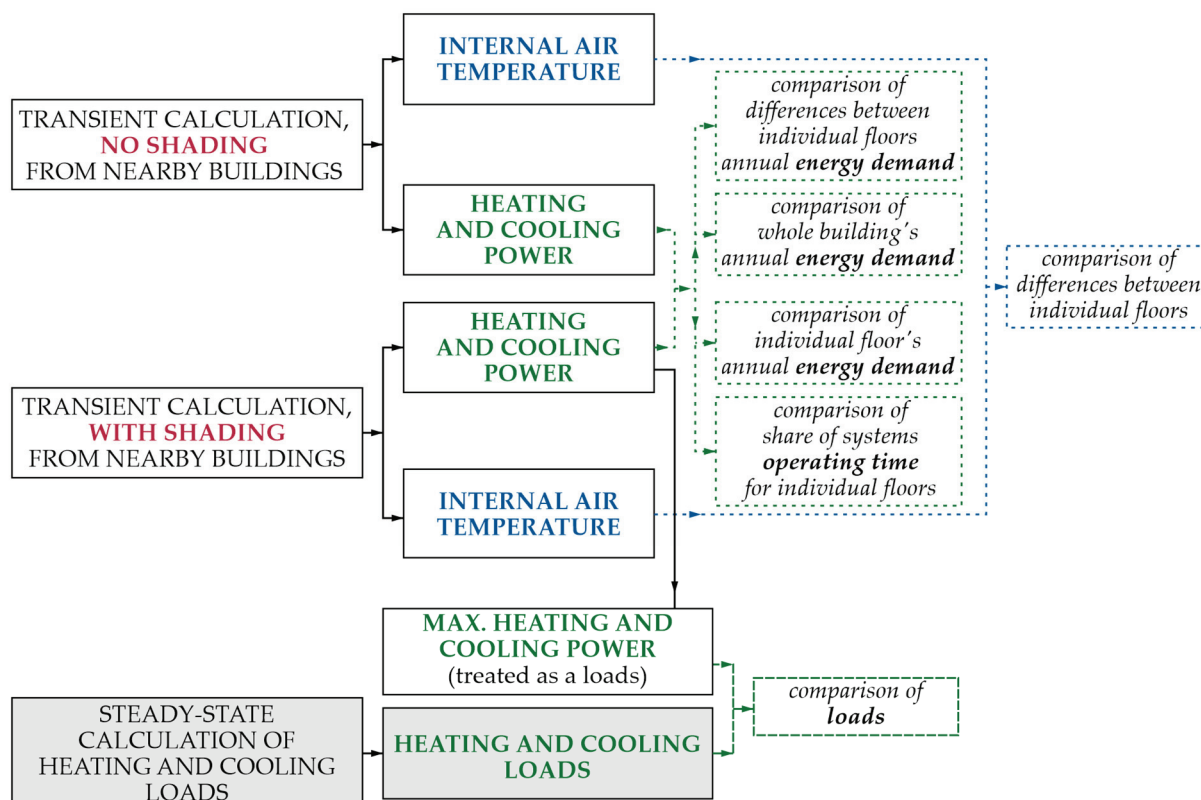 TRANSIENT CALCULATION,
NO SHADING
FROM NEARBY BUILDINGS
INTERNAL AIR
TEMPERATURE
HEATING
AND COOLING
POWER
comparison of
differences between
individual floors
annual energy demand
comparison of
whole building's
annual energy demand
comparison of
individual floor's
annual energy demand
comparison of
share of systems
operating time
for individual floors
comparison of
differences between
individual floors
TRANSIENT CALCULATION,
WITH SHADING
FROM NEARBY BUILDINGS
HEATING
AND COOLING
POWER
INTERNAL AIR
TEMPERATURE
MAX. HEATING AND
COOLING POWER
(treated as a loads)
STEADY-STATE
CALCULATION OF
HEATING AND COOLING
LOADS
HEATING AND COOLING
LOADS
comparison of
loads